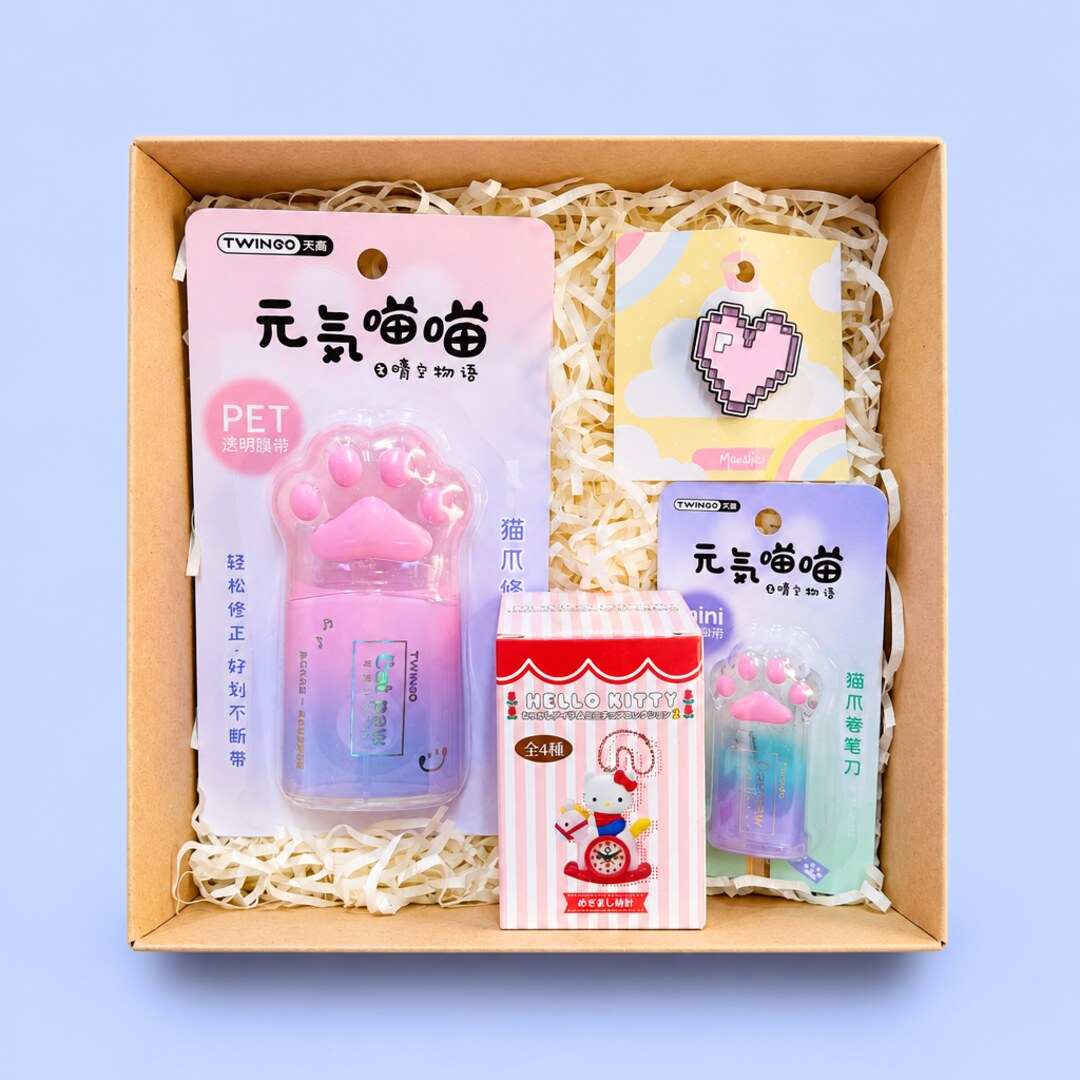 TWINGO 天高
元気喵喵
之晴空物语
PET
透明膜带
轻松修正·好划不断带
猫爪修
TWINGO
Cat paw
Maealie
TWINGO 天高
元気喵喵
之晴空物语
mini
猫爪卷笔刀
HELLO KITTY
全4種
めざまし時計